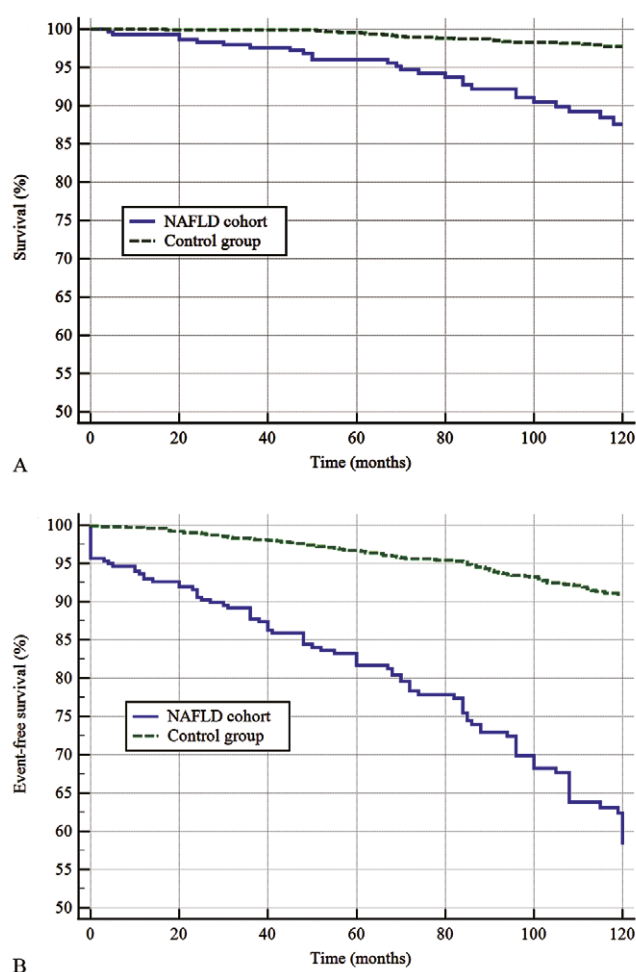 100
95
90
85
80
75
70
65
60
55
50
Survival (%)
NAFLD cohort
Control group
0 20 40 60 80 100 120
Time (months)
A
100
95
90
85
80
75
70
65
60
55
50
Event-free survival (%)
NAFLD cohort
Control group
0 20 40 60 80 100 120
Time (months)
B